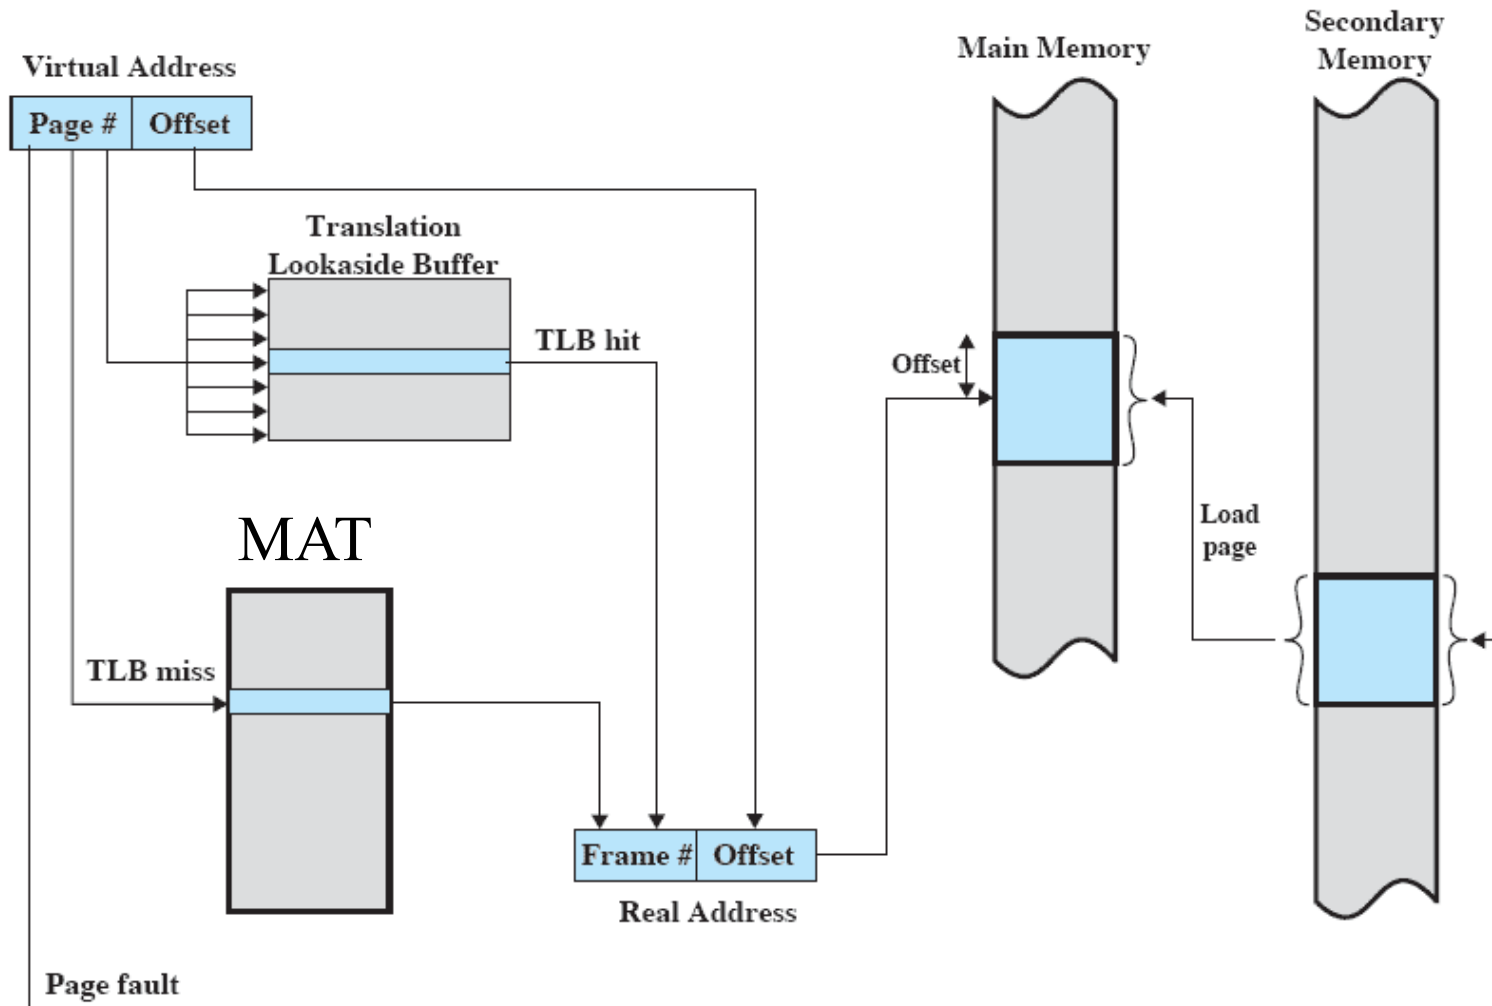 Virtual Address
Page #
Offset
Translation
Lookaside Buffer
TLB hit
MAT
TLB miss
Frame #
Offset
Real Address
Page fault
Main Memory
Offset
Load
page
Secondary
Memory